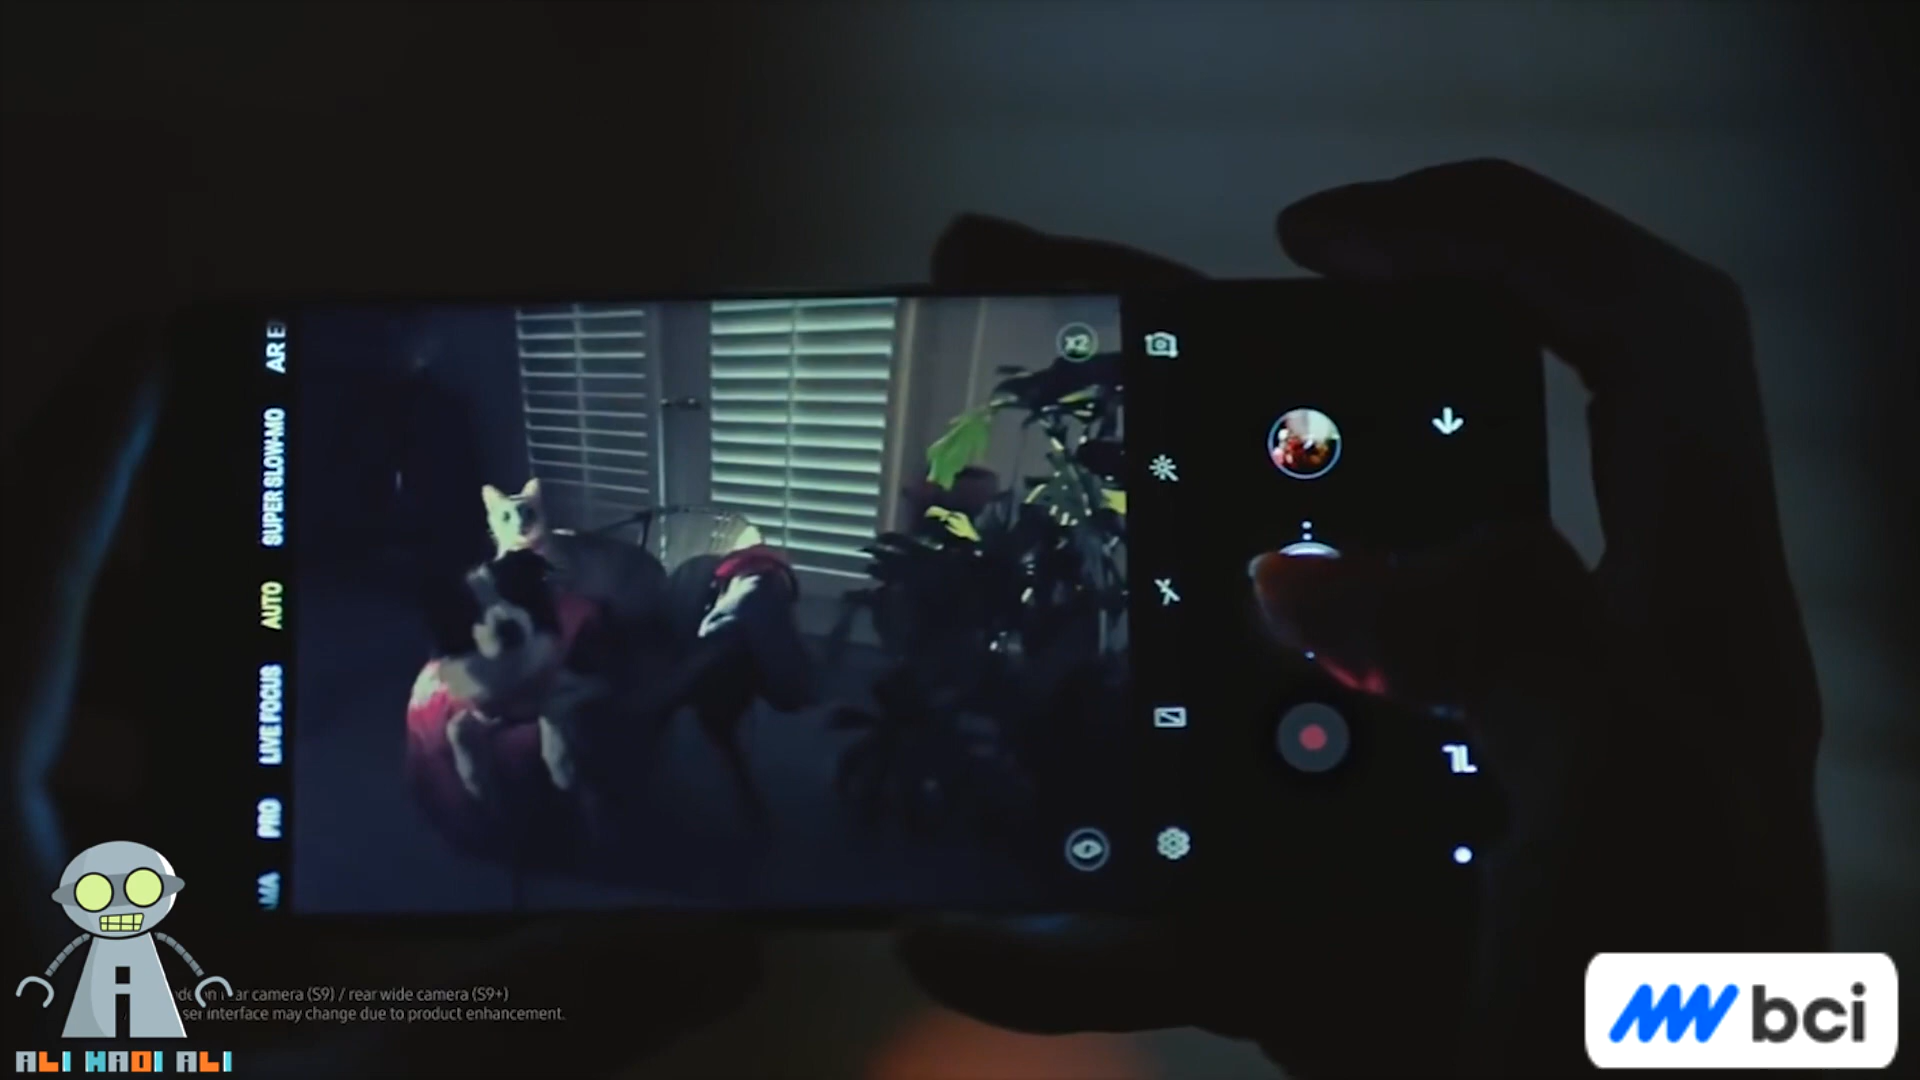 AR E
SUPER SLOW-MO
AUTO
LIVE FOCUS
PRO
x2
rear camera (S9) / rear wide camera (S9+)
interface may change due to product enhancement.
ALI HADI ALI
bci